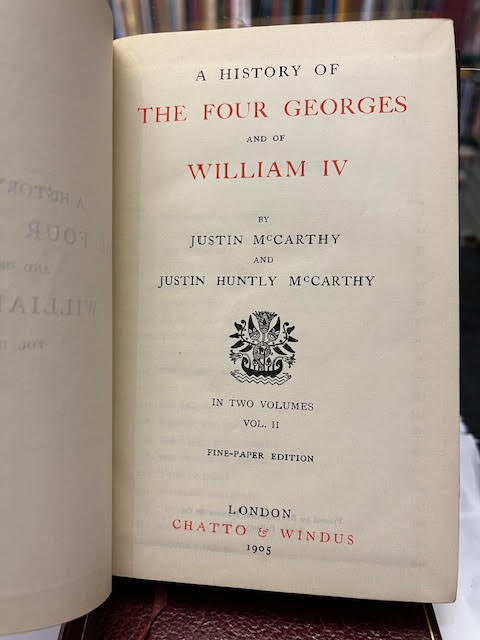 A HISTORY OF
THE FOUR GEORGES
AND OF
WILLIAM IV
BY
JUSTIN McCARTHY
AND
JUSTIN HUNTLY McCARTHY
IN TWO VOLUMES
VOL. II
FINE-PAPER EDITION
LONDON
CHATTO & WINDUS
1905